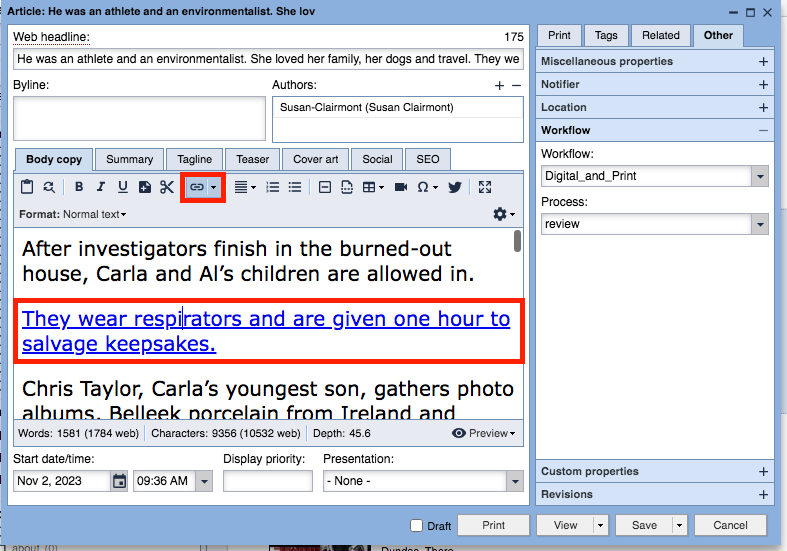 Article: He was an athlete and an environmentalist. She lov
Web headline: 175
He was an athlete and an environmentalist. She loved her family, her dogs and travel. They we
Byline: Authors: + −
Susan-Clairmont (Susan Clairmont)
Body copy Summary Tagline Teaser Cover art Social SEO
B I U Ω
Format: Normal text
After investigators finish in the burned-out
house, Carla and Al’s children are allowed in.
They wear respirators and are given one hour to
salvage keepsakes.
Chris Taylor, Carla’s youngest son, gathers photo
albums, Belleek porcelain from Ireland and
Words: 1581 (1784 web) Characters: 9356 (10532 web) Depth: 45.6 Preview
Start date/time: Display priority: Presentation:
Nov 2, 2023 09:36 AM - None -
Print Tags Related Other
Miscellaneous properties +
Notifier +
Location +
Workflow −
Workflow:
Digital_and_Print
Process:
review
Custom properties +
Revisions +
Draft Print View Save Cancel
about (0)
Dundas. There